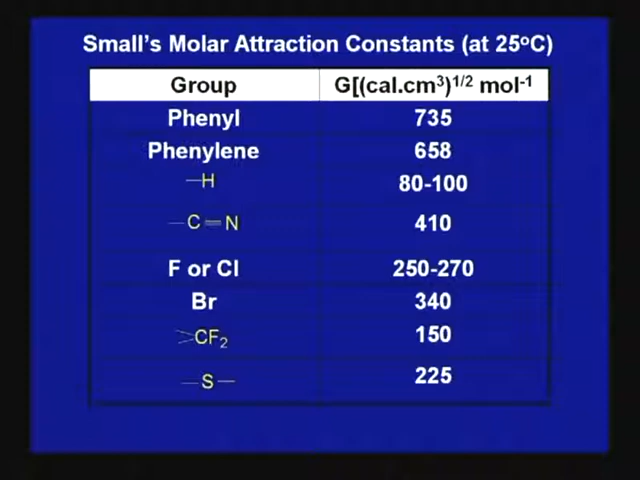 Small's Molar Attraction Constants (at 25°C)
Group G[(cal.cm³)¹/² mol⁻¹
Phenyl 735
Phenylene 658
—H 80-100
—C=N 410
F or Cl 250-270
Br 340
>CF₂ 150
—S— 225